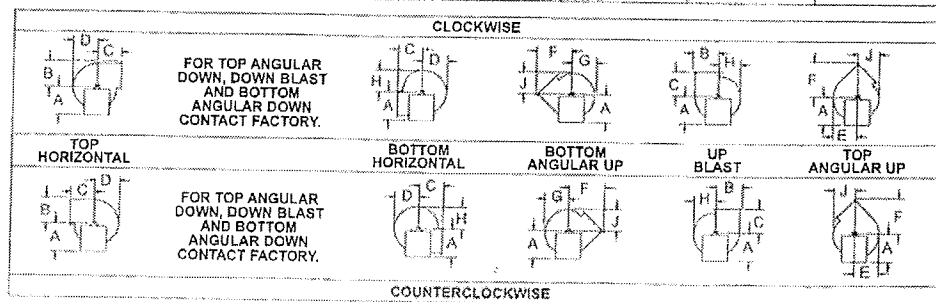 CLOCKWISE
D C
B
A
FOR TOP ANGULAR
DOWN, DOWN BLAST
AND BOTTOM
ANGULAR DOWN
CONTACT FACTORY.
C D
H
A
F G
J
A
B H
C
A
J
F
A
E
TOP
HORIZONTAL
BOTTOM
HORIZONTAL
BOTTOM
ANGULAR UP
UP
BLAST
TOP
ANGULAR UP
C D
B
A
FOR TOP ANGULAR
DOWN, DOWN BLAST
AND BOTTOM
ANGULAR DOWN
CONTACT FACTORY.
D C
H
A
G F
J
A
H B
C
A
J
F
A
E
COUNTERCLOCKWISE